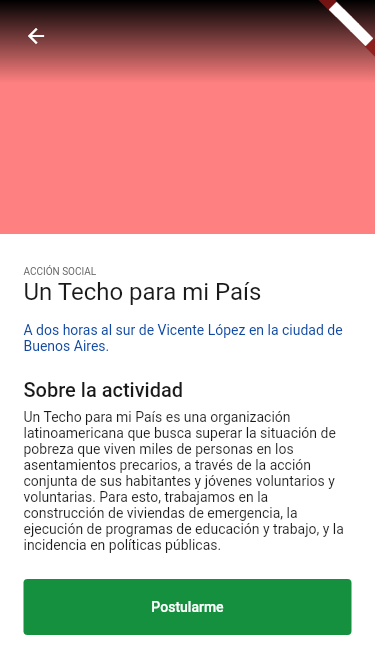 ACCIÓN SOCIAL
Un Techo para mi País
A dos horas al sur de Vicente López en la ciudad de
Buenos Aires.
Sobre la actividad
Un Techo para mi País es una organización
latinoamericana que busca superar la situación de
pobreza que viven miles de personas en los
asentamientos precarios, a través de la acción
conjunta de sus habitantes y jóvenes voluntarios y
voluntarias. Para esto, trabajamos en la
construcción de viviendas de emergencia, la
ejecución de programas de educación y trabajo, y la
incidencia en políticas públicas.
Postularme